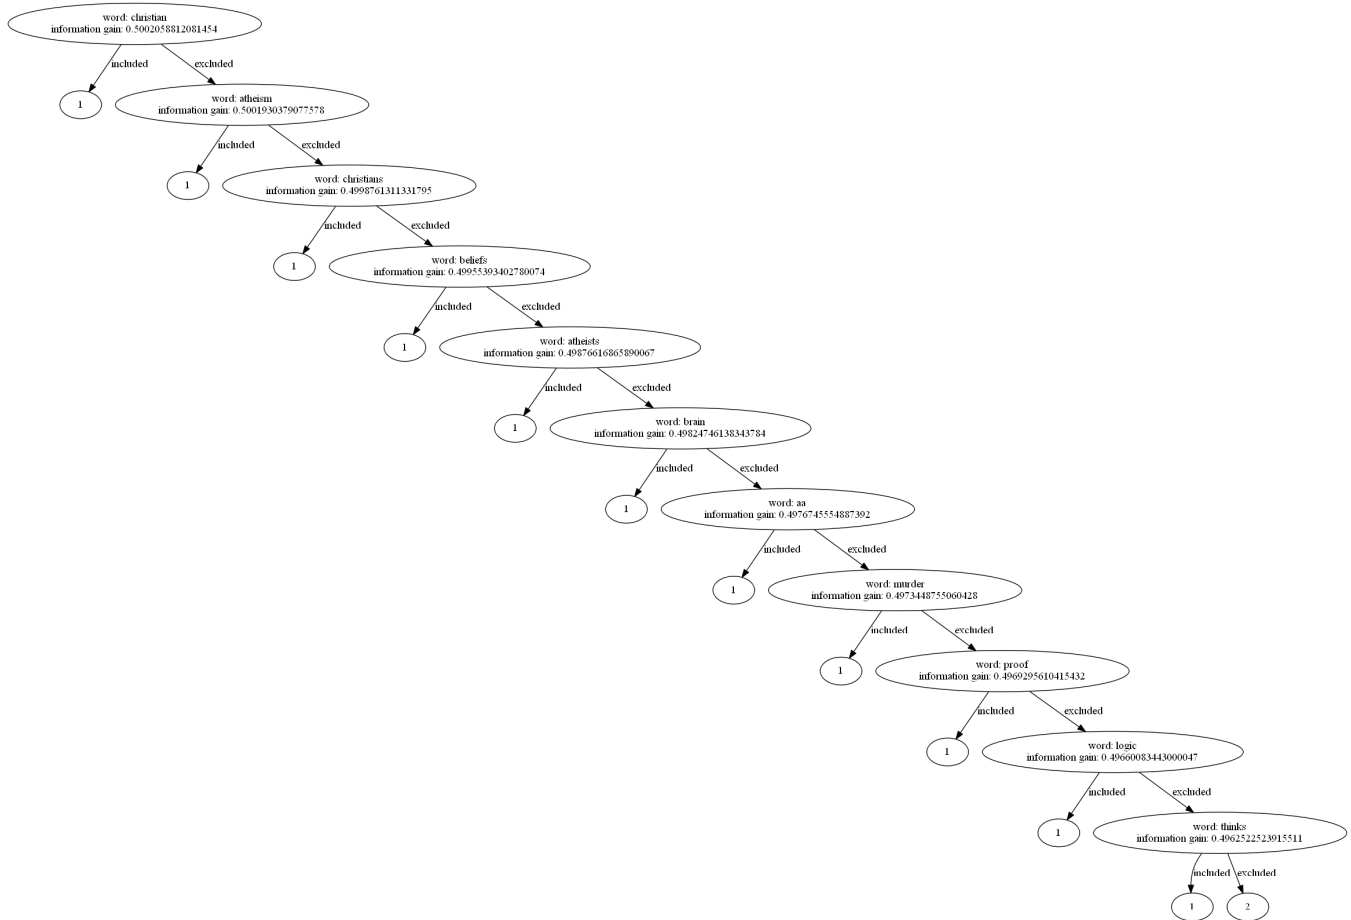 word: christian
information gain: 0.5002058812081454
included
excluded
1
word: atheism
information gain: 0.5001930379077578
included
excluded
1
word: christians
information gain: 0.4998761311331795
included
excluded
1
word: beliefs
information gain: 0.49955393402780074
included
excluded
1
word: atheists
information gain: 0.49876616865890067
included
excluded
1
word: brain
information gain: 0.49824746138343784
included
excluded
1
word: aa
information gain: 0.4976745554887392
included
excluded
1
word: murder
information gain: 0.4973448755060428
included
excluded
1
word: proof
information gain: 0.4969295610415432
included
excluded
1
word: logic
information gain: 0.49660083443000047
included
excluded
1
word: thinks
information gain: 0.4962522523915511
included
excluded
1
2